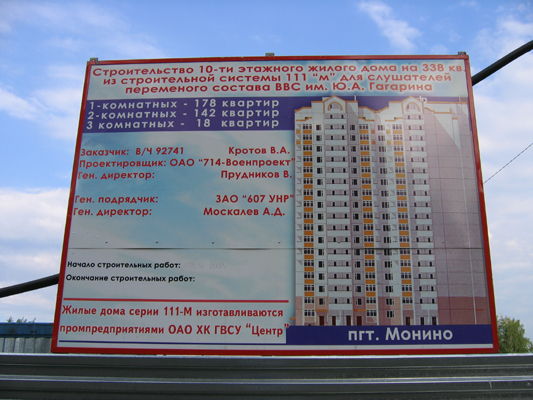 Строительство 10-ти этажного жилого дома на 338 кв.
из строительной системы 111 "м" для слушателей
переменого состава ВВС им. Ю.А. Гагарина
1-комнатных - 178 квартир
2-комнатных - 142 квартир
3 комнатных - 18 квартир
Заказчик: В/Ч 92741 Кротов В.А.
Проектировщик: ОАО "714-Военпроект"
Ген. директор: Прудников В.
Ген. подрядчик: ЗАО "607 УНР"
Ген. директор: Москалев А.Д.
Начало строительных работ:
Окончание строительных работ:
Жилые дома серии 111-М изготавливаются
промпредприятиями ОАО ХК ГВСУ "Центр"
пгт. Монино